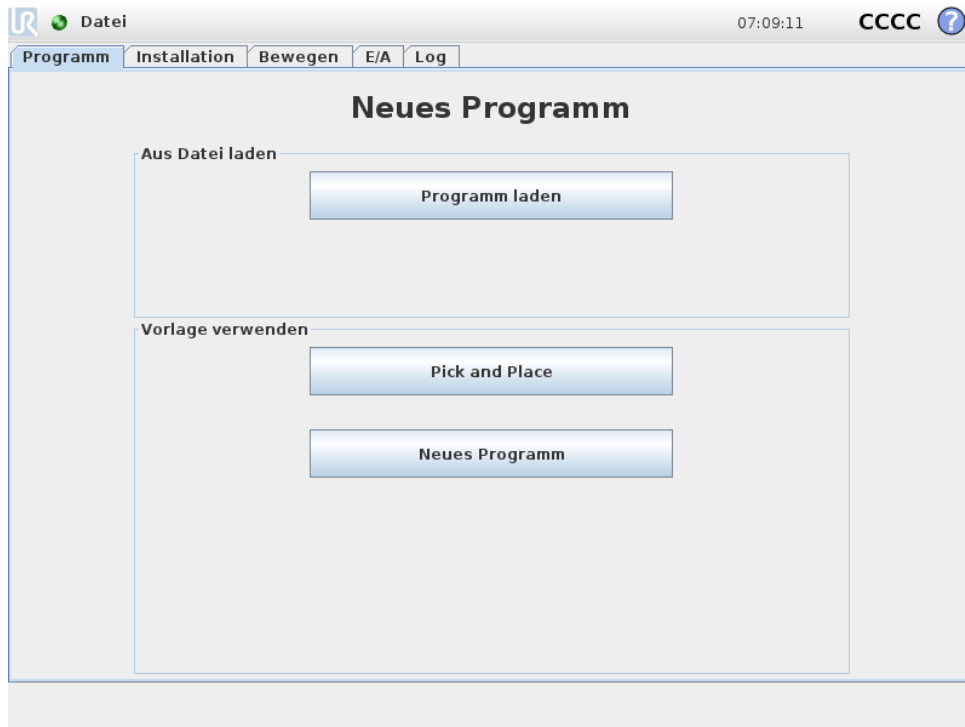 UR Datei 07:09:11 CCCC ?
Programm Installation Bewegen E/A Log
Neues Programm
Aus Datei laden
Programm laden
Vorlage verwenden
Pick and Place
Neues Programm